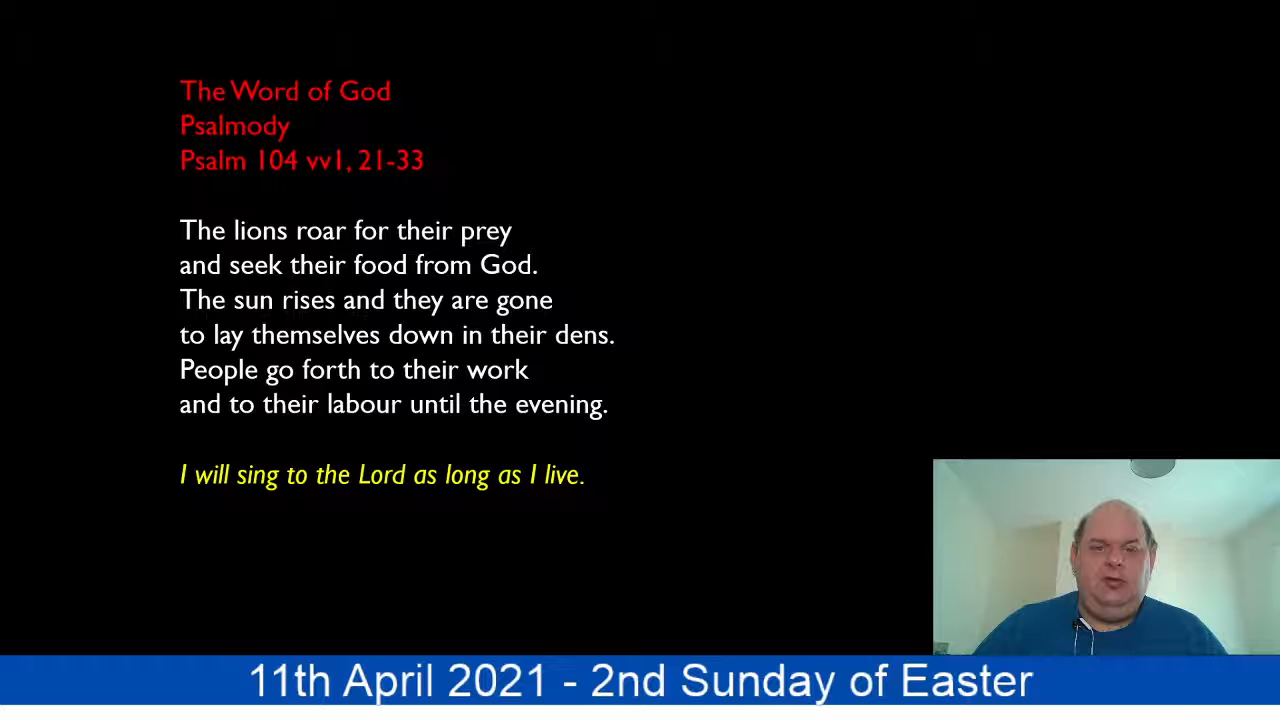 The Word of God
Psalmody
Psalm 104 vv1, 21-33
The lions roar for their prey
and seek their food from God.
The sun rises and they are gone
to lay themselves down in their dens.
People go forth to their work
and to their labour until the evening.
I will sing to the Lord as long as I live.
11th April 2021 - 2nd Sunday of Easter